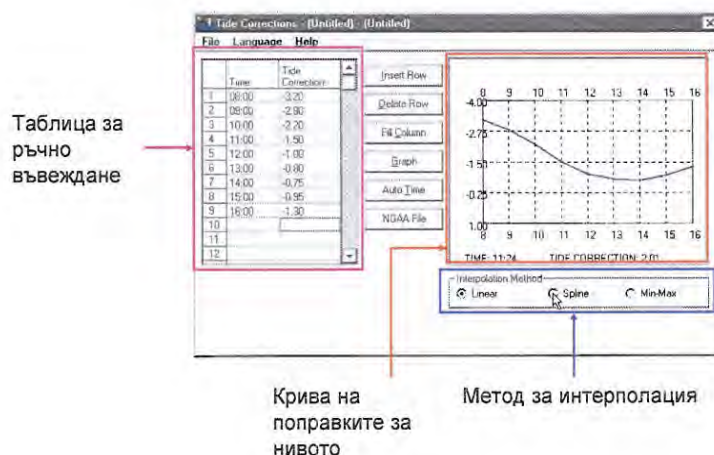 Tide Corrections - (Untitled) - (Untitled)
File Language Help
Time Tide Correction
1 08:00 -3.20
2 09:00 -2.90
3 10:00 -2.20
4 11:00 -1.50
5 12:00 -1.00
6 13:00 -0.80
7 14:00 -0.75
8 15:00 -0.95
9 16:00 -1.30
10
11
12
Insert Row
Delete Row
Fill Column
Graph
Auto Time
NGAA File
8 9 10 11 12 13 14 15 16
-4.00
-2.75
-1.50
-0.25
1.00
8 9 10 11 12 13 14 15 16
TIME: 11:24 TIDE CORRECTION: 2.01
Interpolation Method
Linear Spline Min-Max
Таблица за
ръчно
въвеждане
Крива на
поправките за
нивото
Метод за интерполация